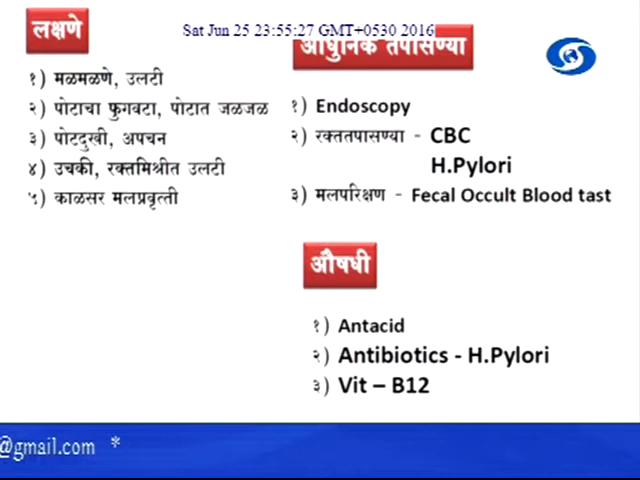 Sat Jun 25 23:55:27 GMT+0530 2016
लक्षणे
१) मळमळणे, उलटी
२) पोटाचा फुगवटा, पोटात जळजळ
३) पोटदुखी, अपचन
४) उचकी, रक्तमिश्रीत उलटी
५) काळसर मलप्रवृत्ती
आधुनिक तपासण्या
१) Endoscopy
२) रक्ततपासण्या - CBC
H.Pylori
३) मलपरिक्षण - Fecal Occult Blood tast
औषधी
१) Antacid
२) Antibiotics - H.Pylori
३) Vit – B12
@gmail.com *